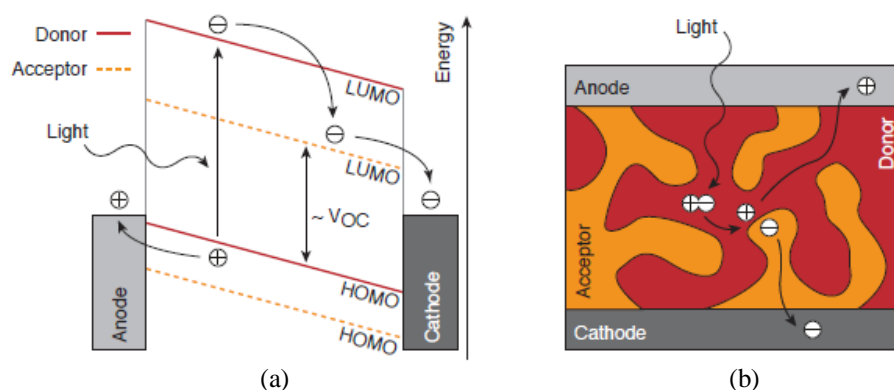 Donor
Acceptor
Light
Energy
LUMO
LUMO
~ VOC
HOMO
HOMO
Anode
Cathode
(a)
Light
Anode
Donor
Acceptor
Cathode
(b)